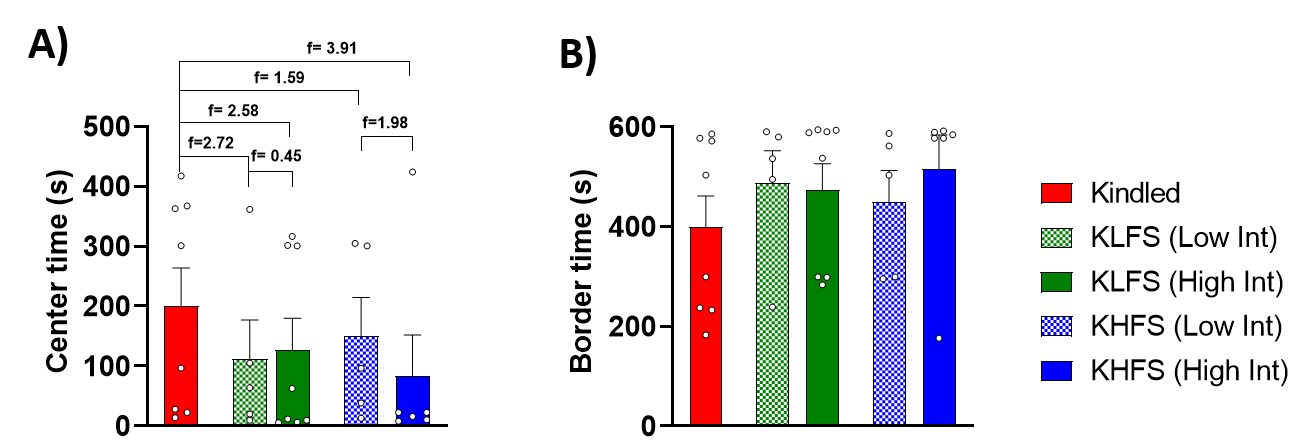 A)
f= 3.91
f= 1.59
f= 2.58
f=1.98
f=2.72
f= 0.45
Center time (s)
500
400
300
200
100
0
B)
Border time (s)
600
400
200
0
Kindled
KLFS (Low Int)
KLFS (High Int)
KHFS (Low Int)
KHFS (High Int)